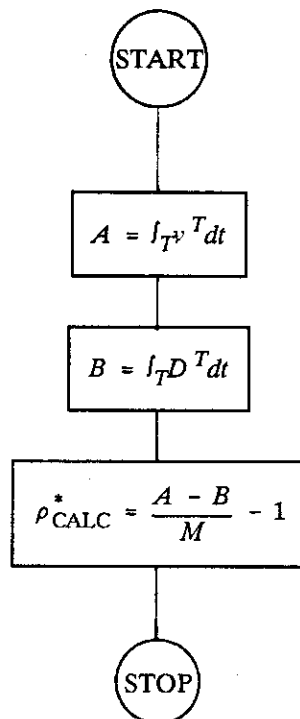 START
A = ∫_T ν^T dt
B = ∫_T D^T dt
ρ*_CALC = (A - B)/M - 1
STOP